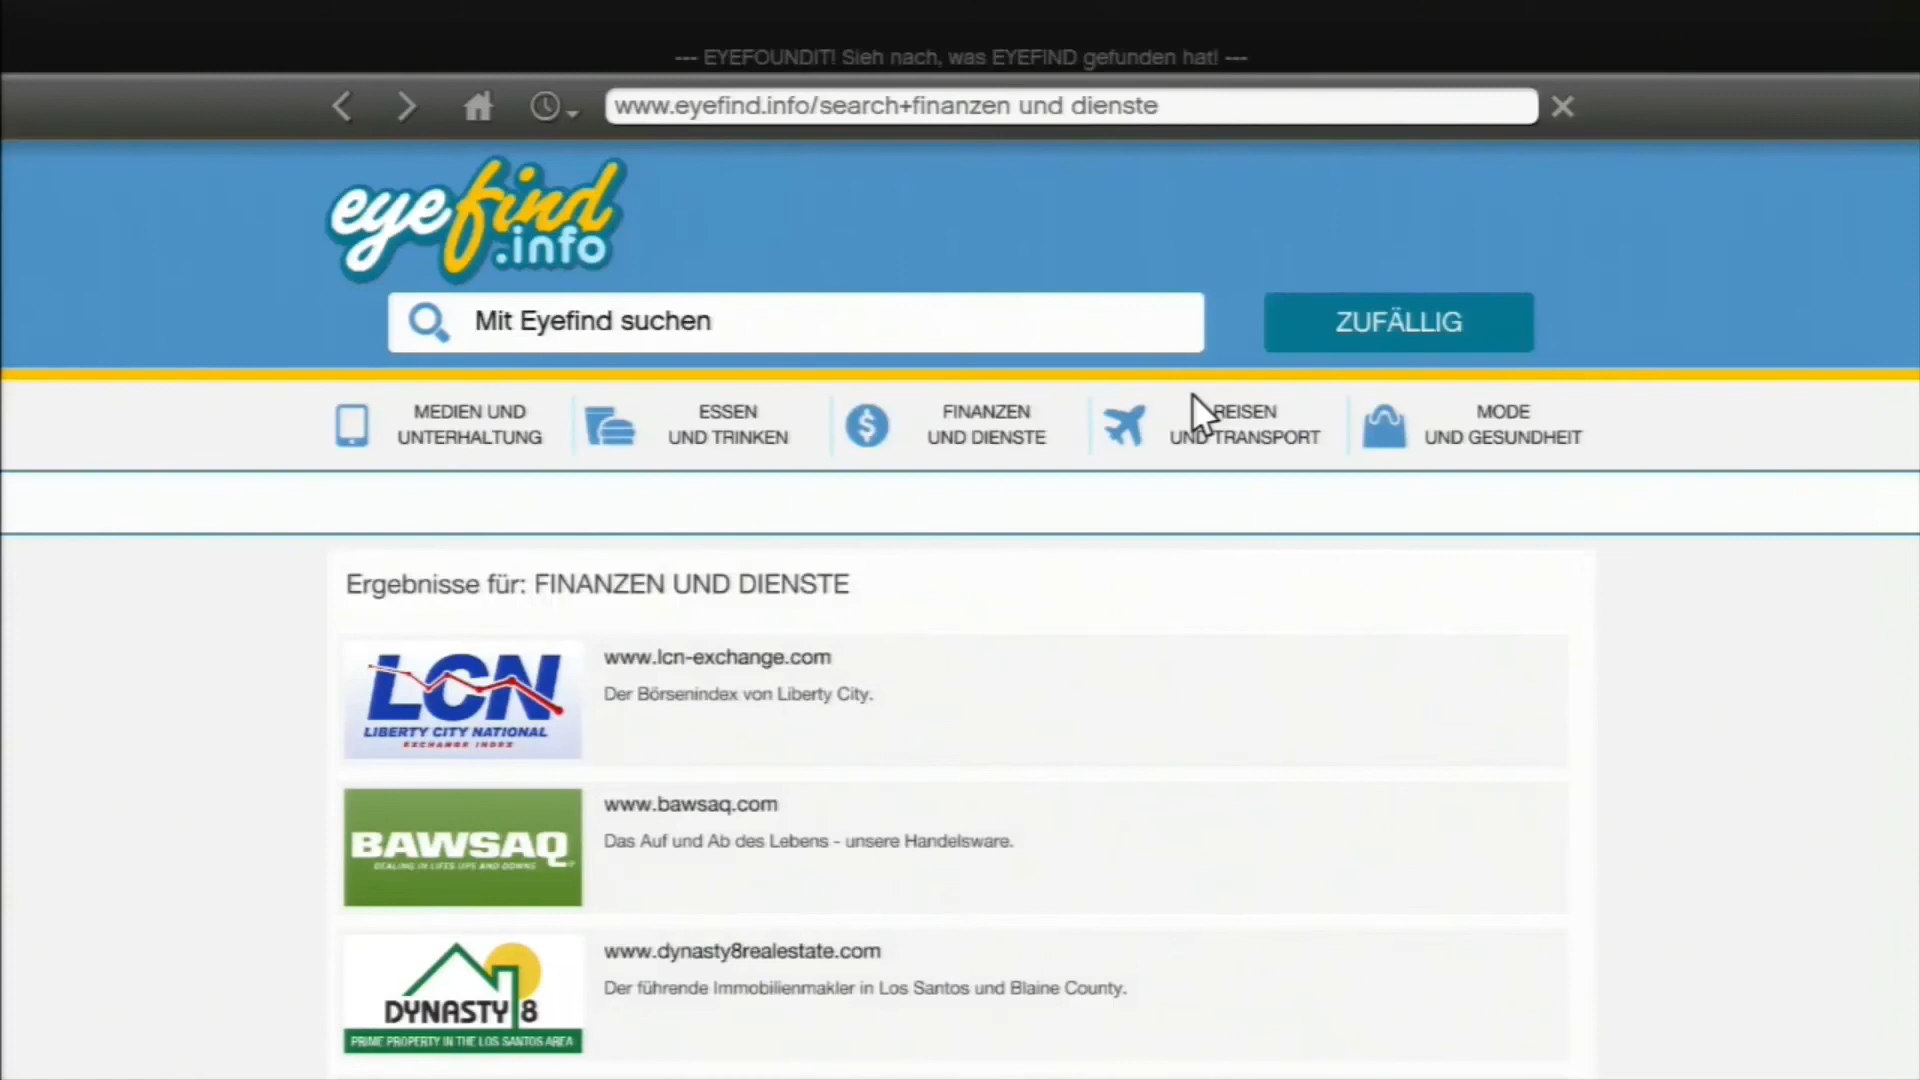 --- EYEFOUNDIT! Sieh nach, was EYEFIND gefunden hat! ---
www.eyefind.info/search+finanzen und dienste
eyefind
.info
Mit Eyefind suchen
ZUFÄLLIG
MEDIEN UND
UNTERHALTUNG
ESSEN
UND TRINKEN
FINANZEN
UND DIENSTE
REISEN
UND TRANSPORT
MODE
UND GESUNDHEIT
Ergebnisse für: FINANZEN UND DIENSTE
LCN
LIBERTY CITY NATIONAL
EXCHANGE INDEX
www.lcn-exchange.com
Der Börsenindex von Liberty City.
BAWSAQ
DEALING IN LIFES UPS AND DOWNS
www.bawsaq.com
Das Auf und Ab des Lebens - unsere Handelsware.
DYNASTY 8
PRIME PROPERTY IN THE LOS SANTOS AREA
www.dynasty8realestate.com
Der führende Immobilienmakler in Los Santos und Blaine County.